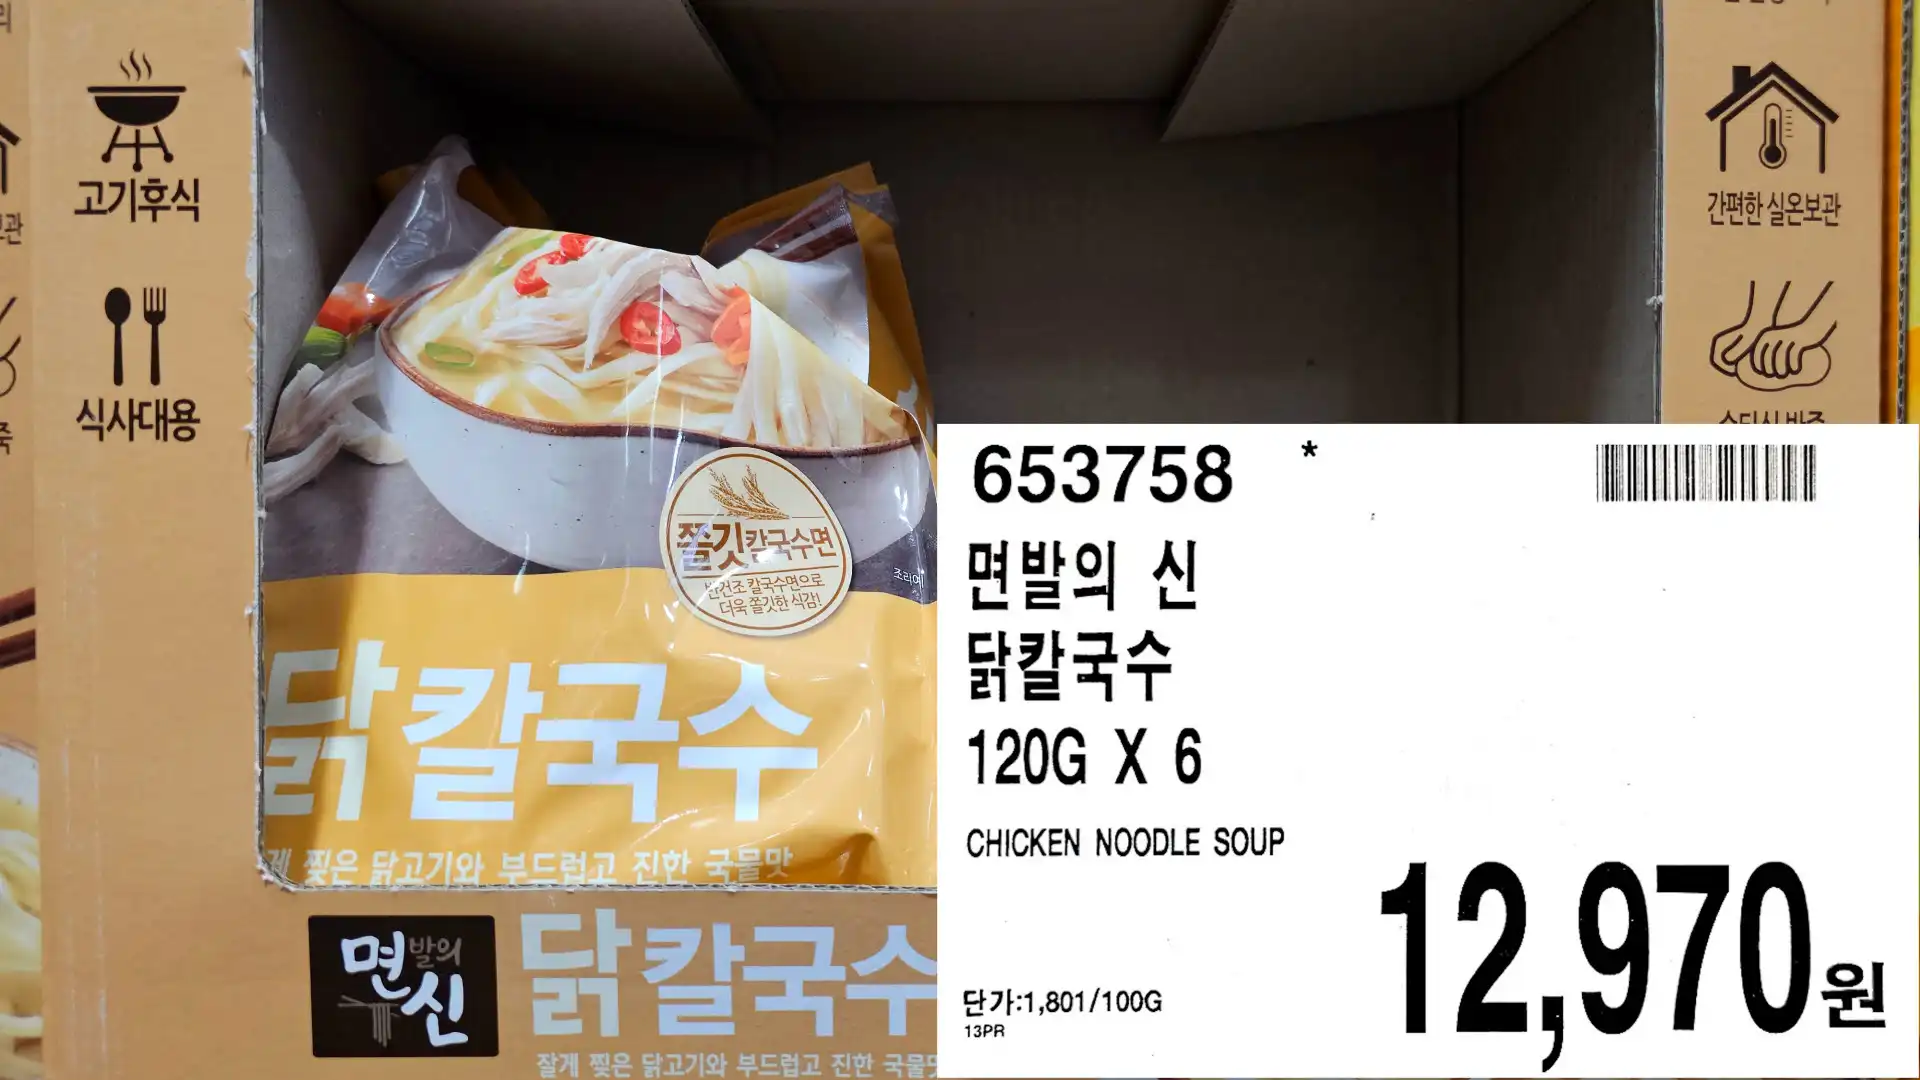 고기후식
식사대용
간편한 실온보관
쫄깃칼국수면
반건조 칼국수면으로
더욱 쫄깃한 식감!
조리예
닭칼국수
게 찢은 닭고기와 부드럽고 진한 국물맛
면발의
신
닭칼국수
잘게 찢은 닭고기와 부드럽고 진한 국물맛
653758 *
면발의 신
닭칼국수
120G X 6
CHICKEN NOODLE SOUP
12,970원
단가:1,801/100G
13PR